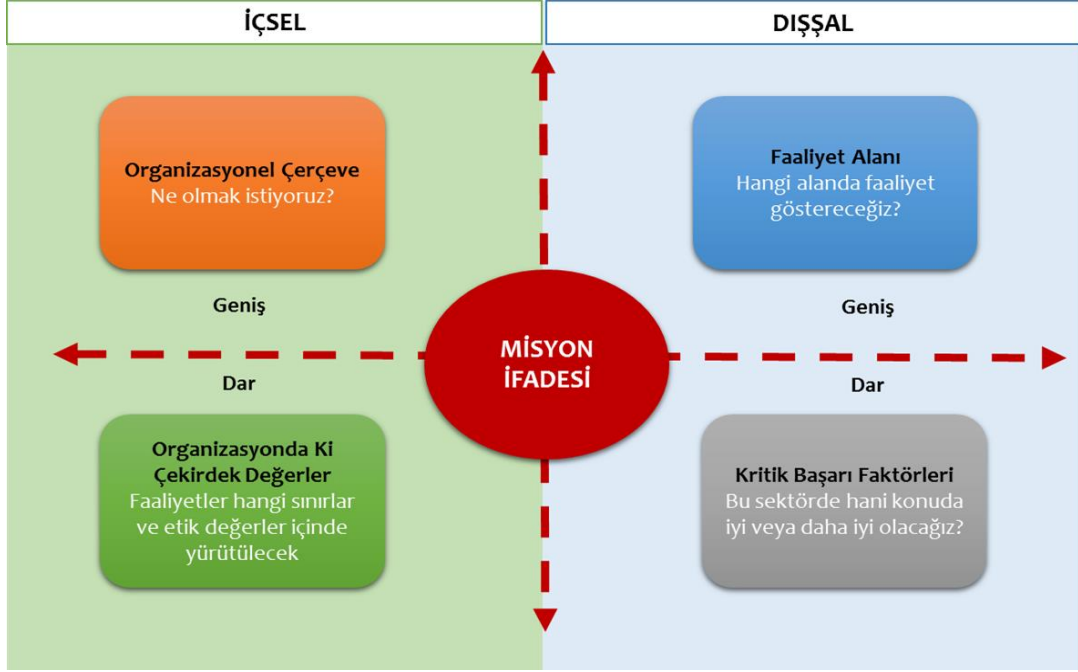 İÇSEL
DIŞŞAL
Organizasyonel Çerçeve
Ne olmak istiyoruz?
Faaliyet Alanı
Hangi alanda faaliyet
göstereceğiz?
Geniş
Geniş
MİSYON
İFADESİ
Dar
Dar
Organizasyonda Ki
Çekirdek Değerler
Faaliyetler hangi sınırlar
ve etik değerler içinde
yürütülecek
Kritik Başarı Faktörleri
Bu sektörde hani konuda
iyi veya daha iyi olacağız?